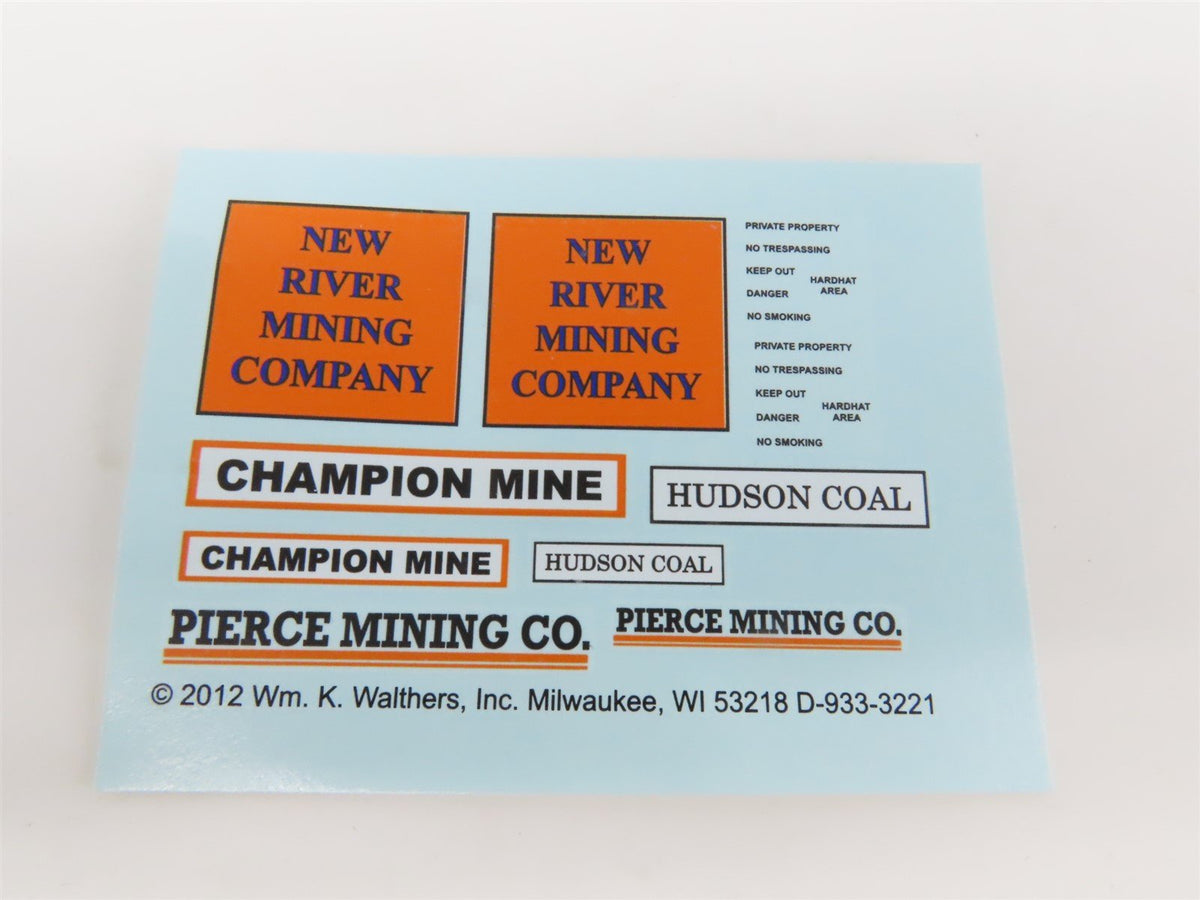 NEW
RIVER
MINING
COMPANY
NEW
RIVER
MINING
COMPANY
PRIVATE PROPERTY
NO TRESPASSING
KEEP OUT
DANGER
HARDHAT
AREA
NO SMOKING
PRIVATE PROPERTY
NO TRESPASSING
KEEP OUT
DANGER
HARDHAT
AREA
NO SMOKING
CHAMPION MINE
HUDSON COAL
CHAMPION MINE
HUDSON COAL
PIERCE MINING CO.
PIERCE MINING CO.
© 2012 Wm. K. Walthers, Inc. Milwaukee, WI 53218 D-933-3221